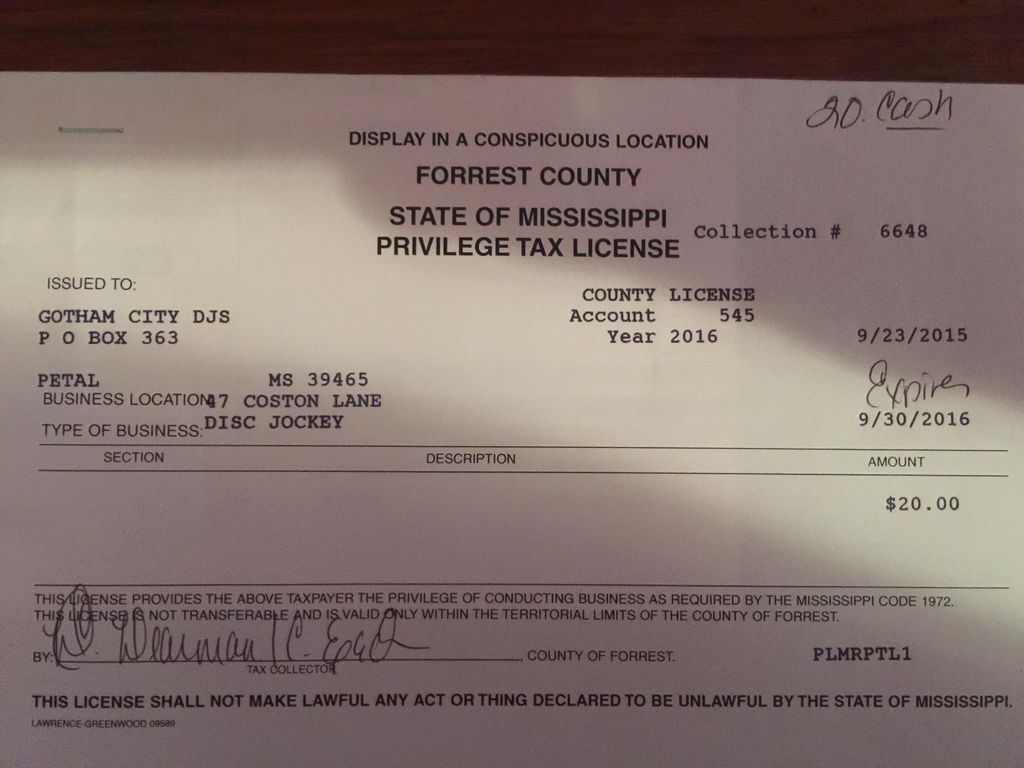 20. Cash
DISPLAY IN A CONSPICUOUS LOCATION
FORREST COUNTY
STATE OF MISSISSIPPI
PRIVILEGE TAX LICENSE
Collection # 6648
ISSUED TO:
COUNTY LICENSE
GOTHAM CITY DJS
Account 545
P O BOX 363
Year 2016
9/23/2015
PETAL MS 39465
Expires
BUSINESS LOCATION 47 COSTON LANE
9/30/2016
TYPE OF BUSINESS: DISC JOCKEY
SECTION DESCRIPTION AMOUNT
$20.00
THIS LICENSE PROVIDES THE ABOVE TAXPAYER THE PRIVILEGE OF CONDUCTING BUSINESS AS REQUIRED BY THE MISSISSIPPI CODE 1972.
THIS LICENSE IS NOT TRANSFERABLE AND IS VALID ONLY WITHIN THE TERRITORIAL LIMITS OF THE COUNTY OF FORREST.
BY: D. Dearman , COUNTY OF FORREST. PLMRPTL1
TAX COLLECTOR
THIS LICENSE SHALL NOT MAKE LAWFUL ANY ACT OR THING DECLARED TO BE UNLAWFUL BY THE STATE OF MISSISSIPPI.
LAWRENCE-GREENWOOD 09589